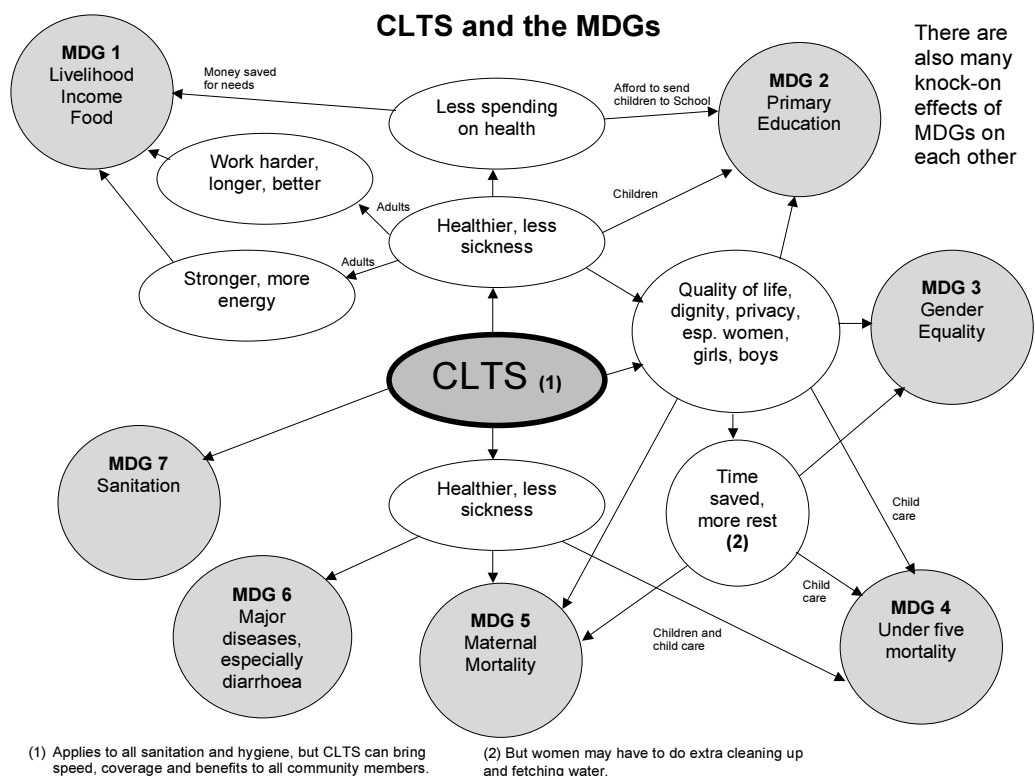 CLTS and the MDGs
There are
also many
knock-on
effects of
MDGs on
each other
MDG 1
Livelihood
Income
Food
Money saved
for needs
Less spending
on health
Afford to send
children to School
MDG 2
Primary
Education
Work harder,
longer, better
Adults
Healthier, less
sickness
Children
Stronger, more
energy
Adults
Quality of life,
dignity, privacy,
esp. women,
girls, boys
MDG 3
Gender
Equality
CLTS (1)
MDG 7
Sanitation
Healthier, less
sickness
Time
saved,
more rest
(2)
Child
care
MDG 6
Major
diseases,
especially
diarrhoea
MDG 5
Maternal
Mortality
Children and
child care
Child
care
MDG 4
Under five
mortality
(1) Applies to all sanitation and hygiene, but CLTS can bring
speed, coverage and benefits to all community members.
(2) But women may have to do extra cleaning up
and fetching water.